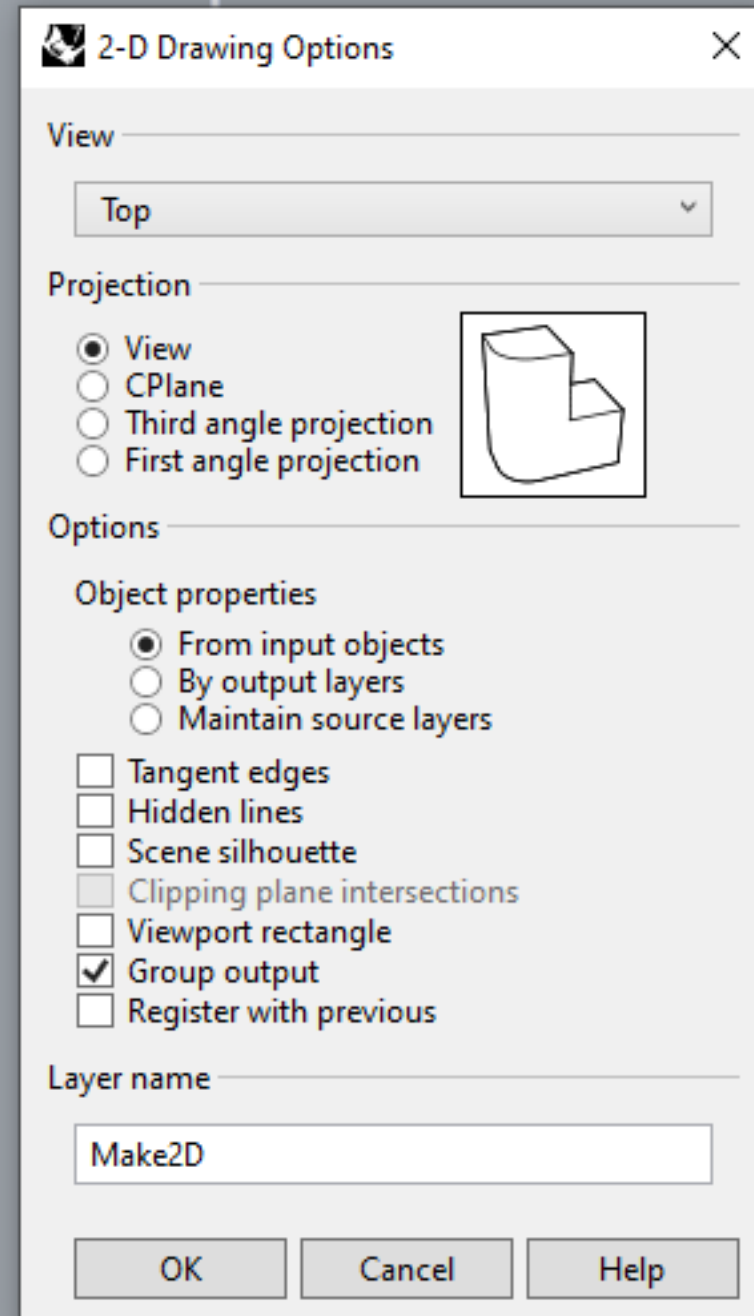 2-D Drawing Options
View
Top
Projection
View
CPlane
Third angle projection
First angle projection
Options
Object properties
From input objects
By output layers
Maintain source layers
Tangent edges
Hidden lines
Scene silhouette
Clipping plane intersections
Viewport rectangle
Group output
Register with previous
Layer name
Make2D
OK Cancel Help